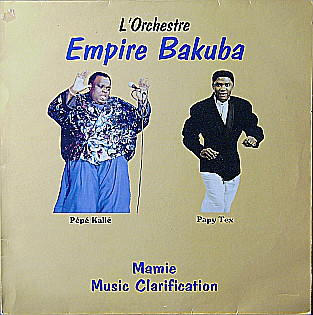 L'Orchestre
Empire Bakuba
Pépé Kallé
Papy Tex
Mamie
Music Clarification